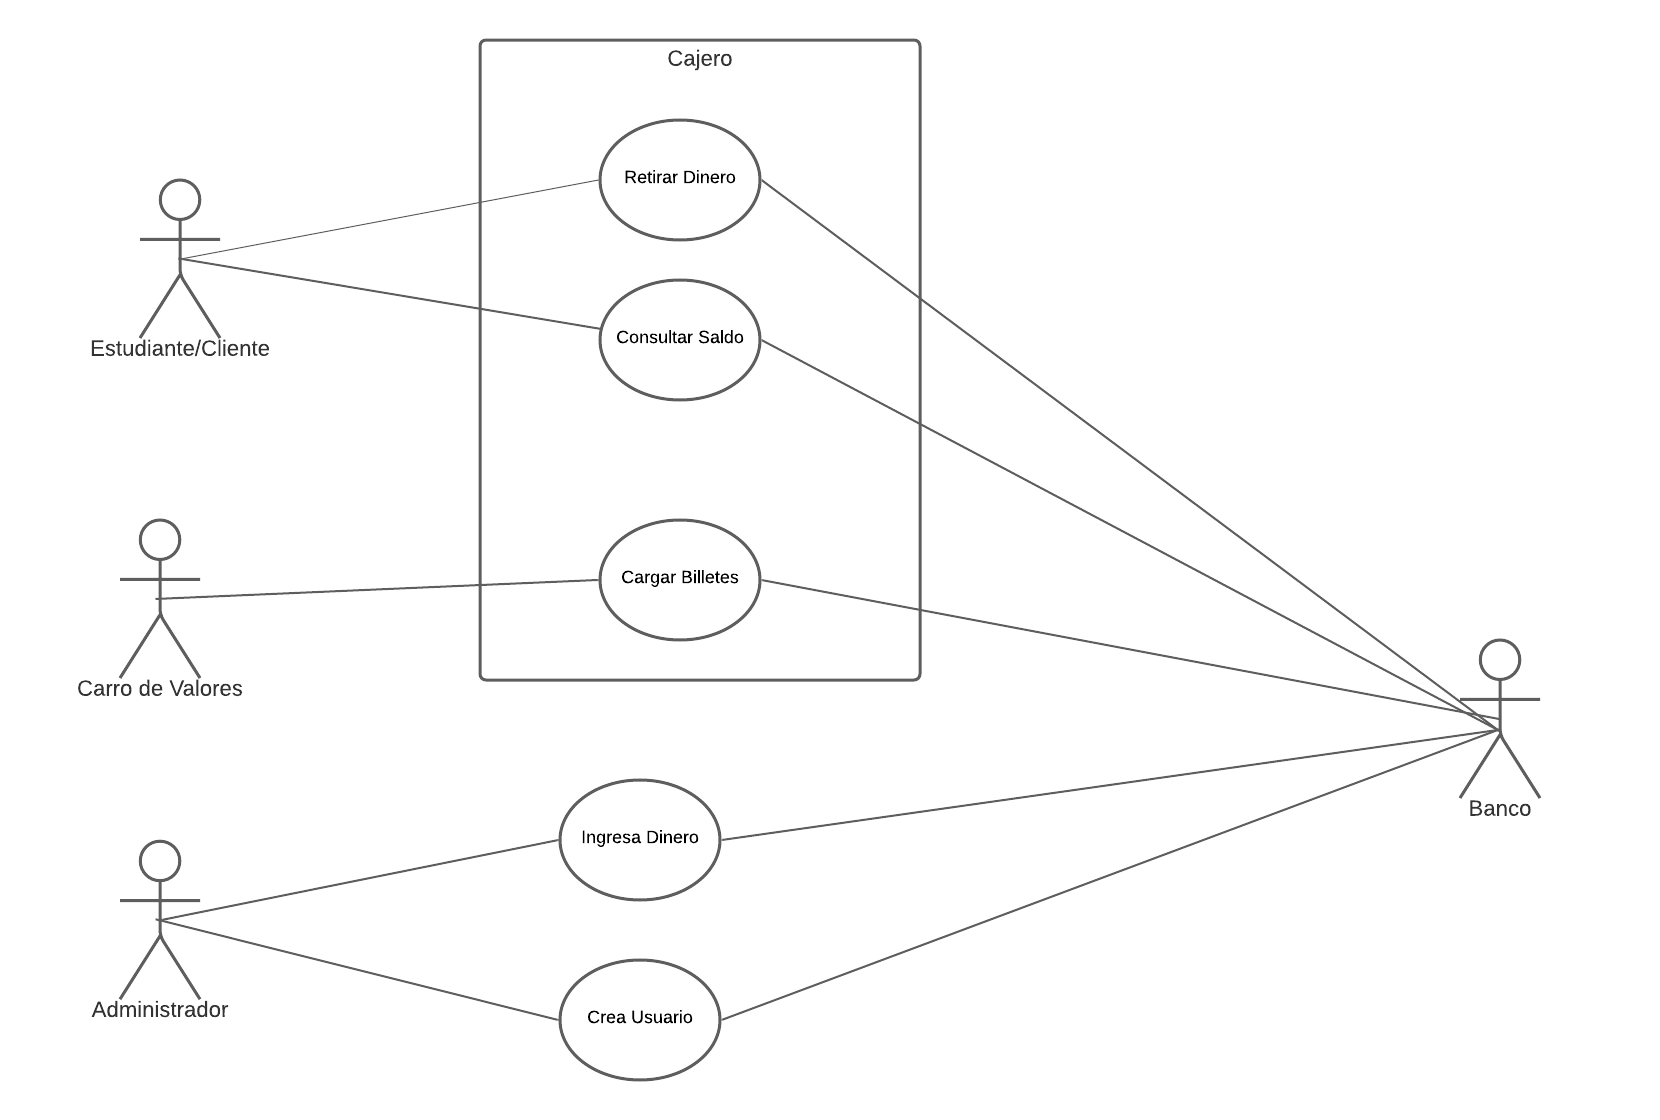 Cajero
Retirar Dinero
Estudiante/Cliente
Consultar Saldo
Cargar Billetes
Carro de Valores
Banco
Ingresa Dinero
Administrador
Crea Usuario